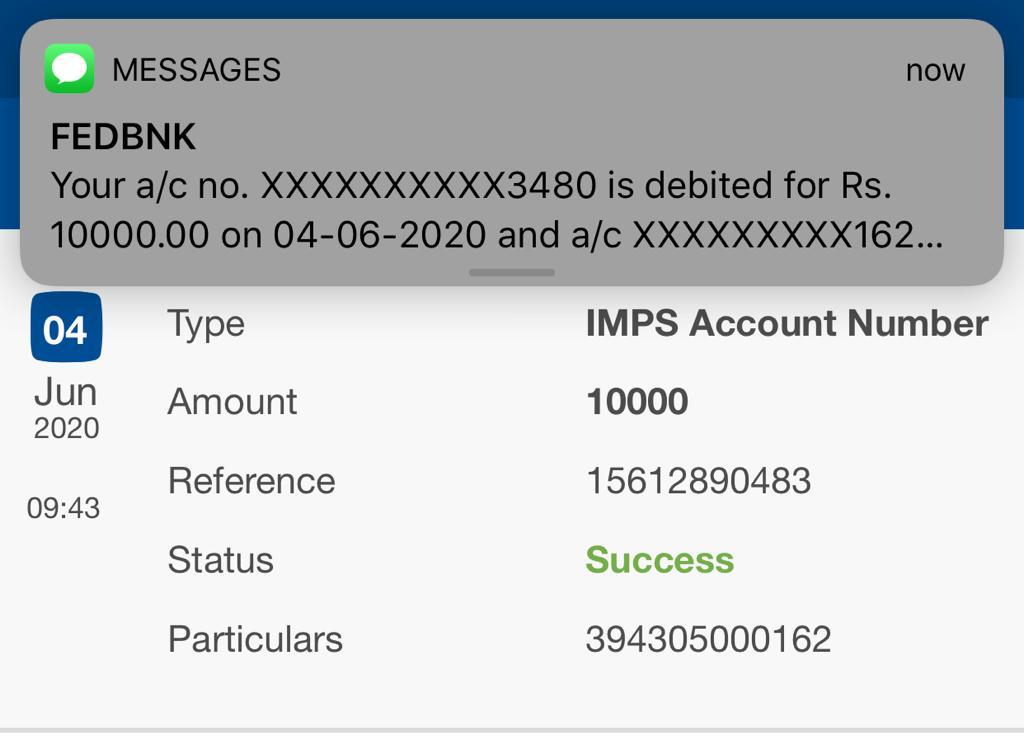 MESSAGES now
FEDBNK
Your a/c no. XXXXXXXXXX3480 is debited for Rs.
10000.00 on 04-06-2020 and a/c XXXXXXXXX162...
04 Type IMPS Account Number
Jun
2020
Amount 10000
Reference 15612890483
09:43
Status Success
Particulars 394305000162